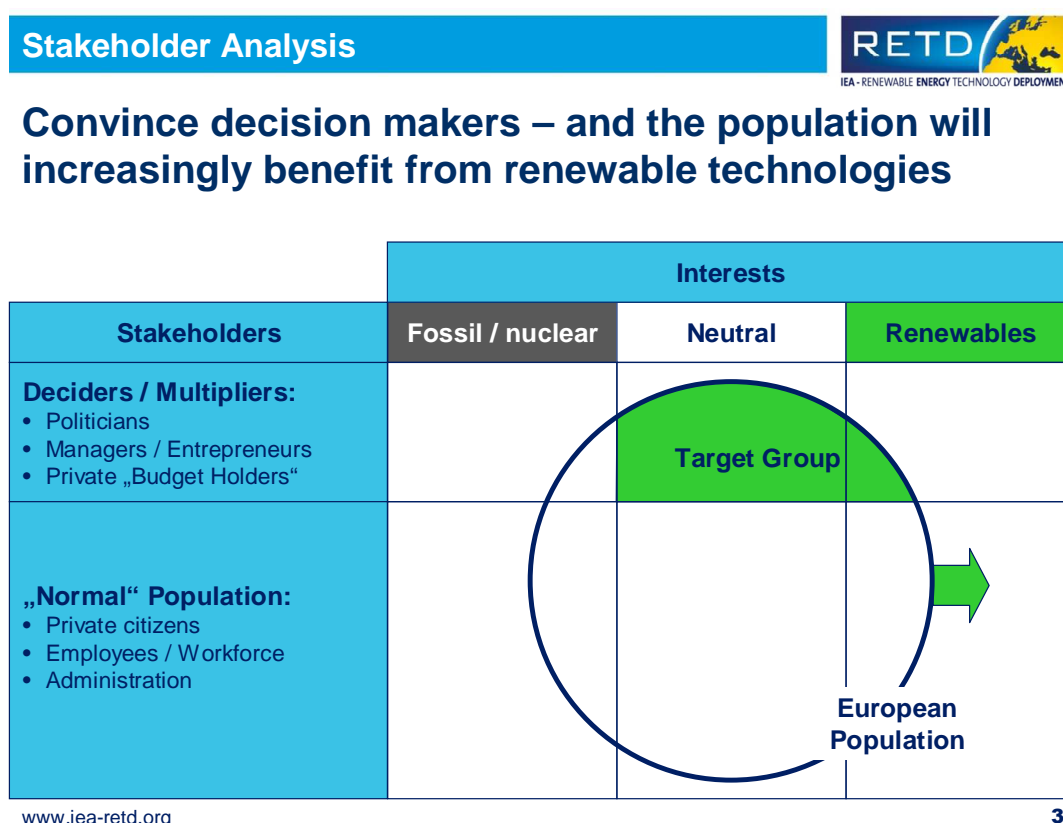 Stakeholder Analysis
RETD
IEA - RENEWABLE ENERGY TECHNOLOGY DEPLOYMEN
Convince decision makers – and the population will
increasingly benefit from renewable technologies
Interests
Stakeholders
Fossil / nuclear
Neutral
Renewables
Deciders / Multipliers:
• Politicians
• Managers / Entrepreneurs
• Private „Budget Holders“
Target Group
„Normal“ Population:
• Private citizens
• Employees / Workforce
• Administration
European
Population
www.iea-retd.org
3